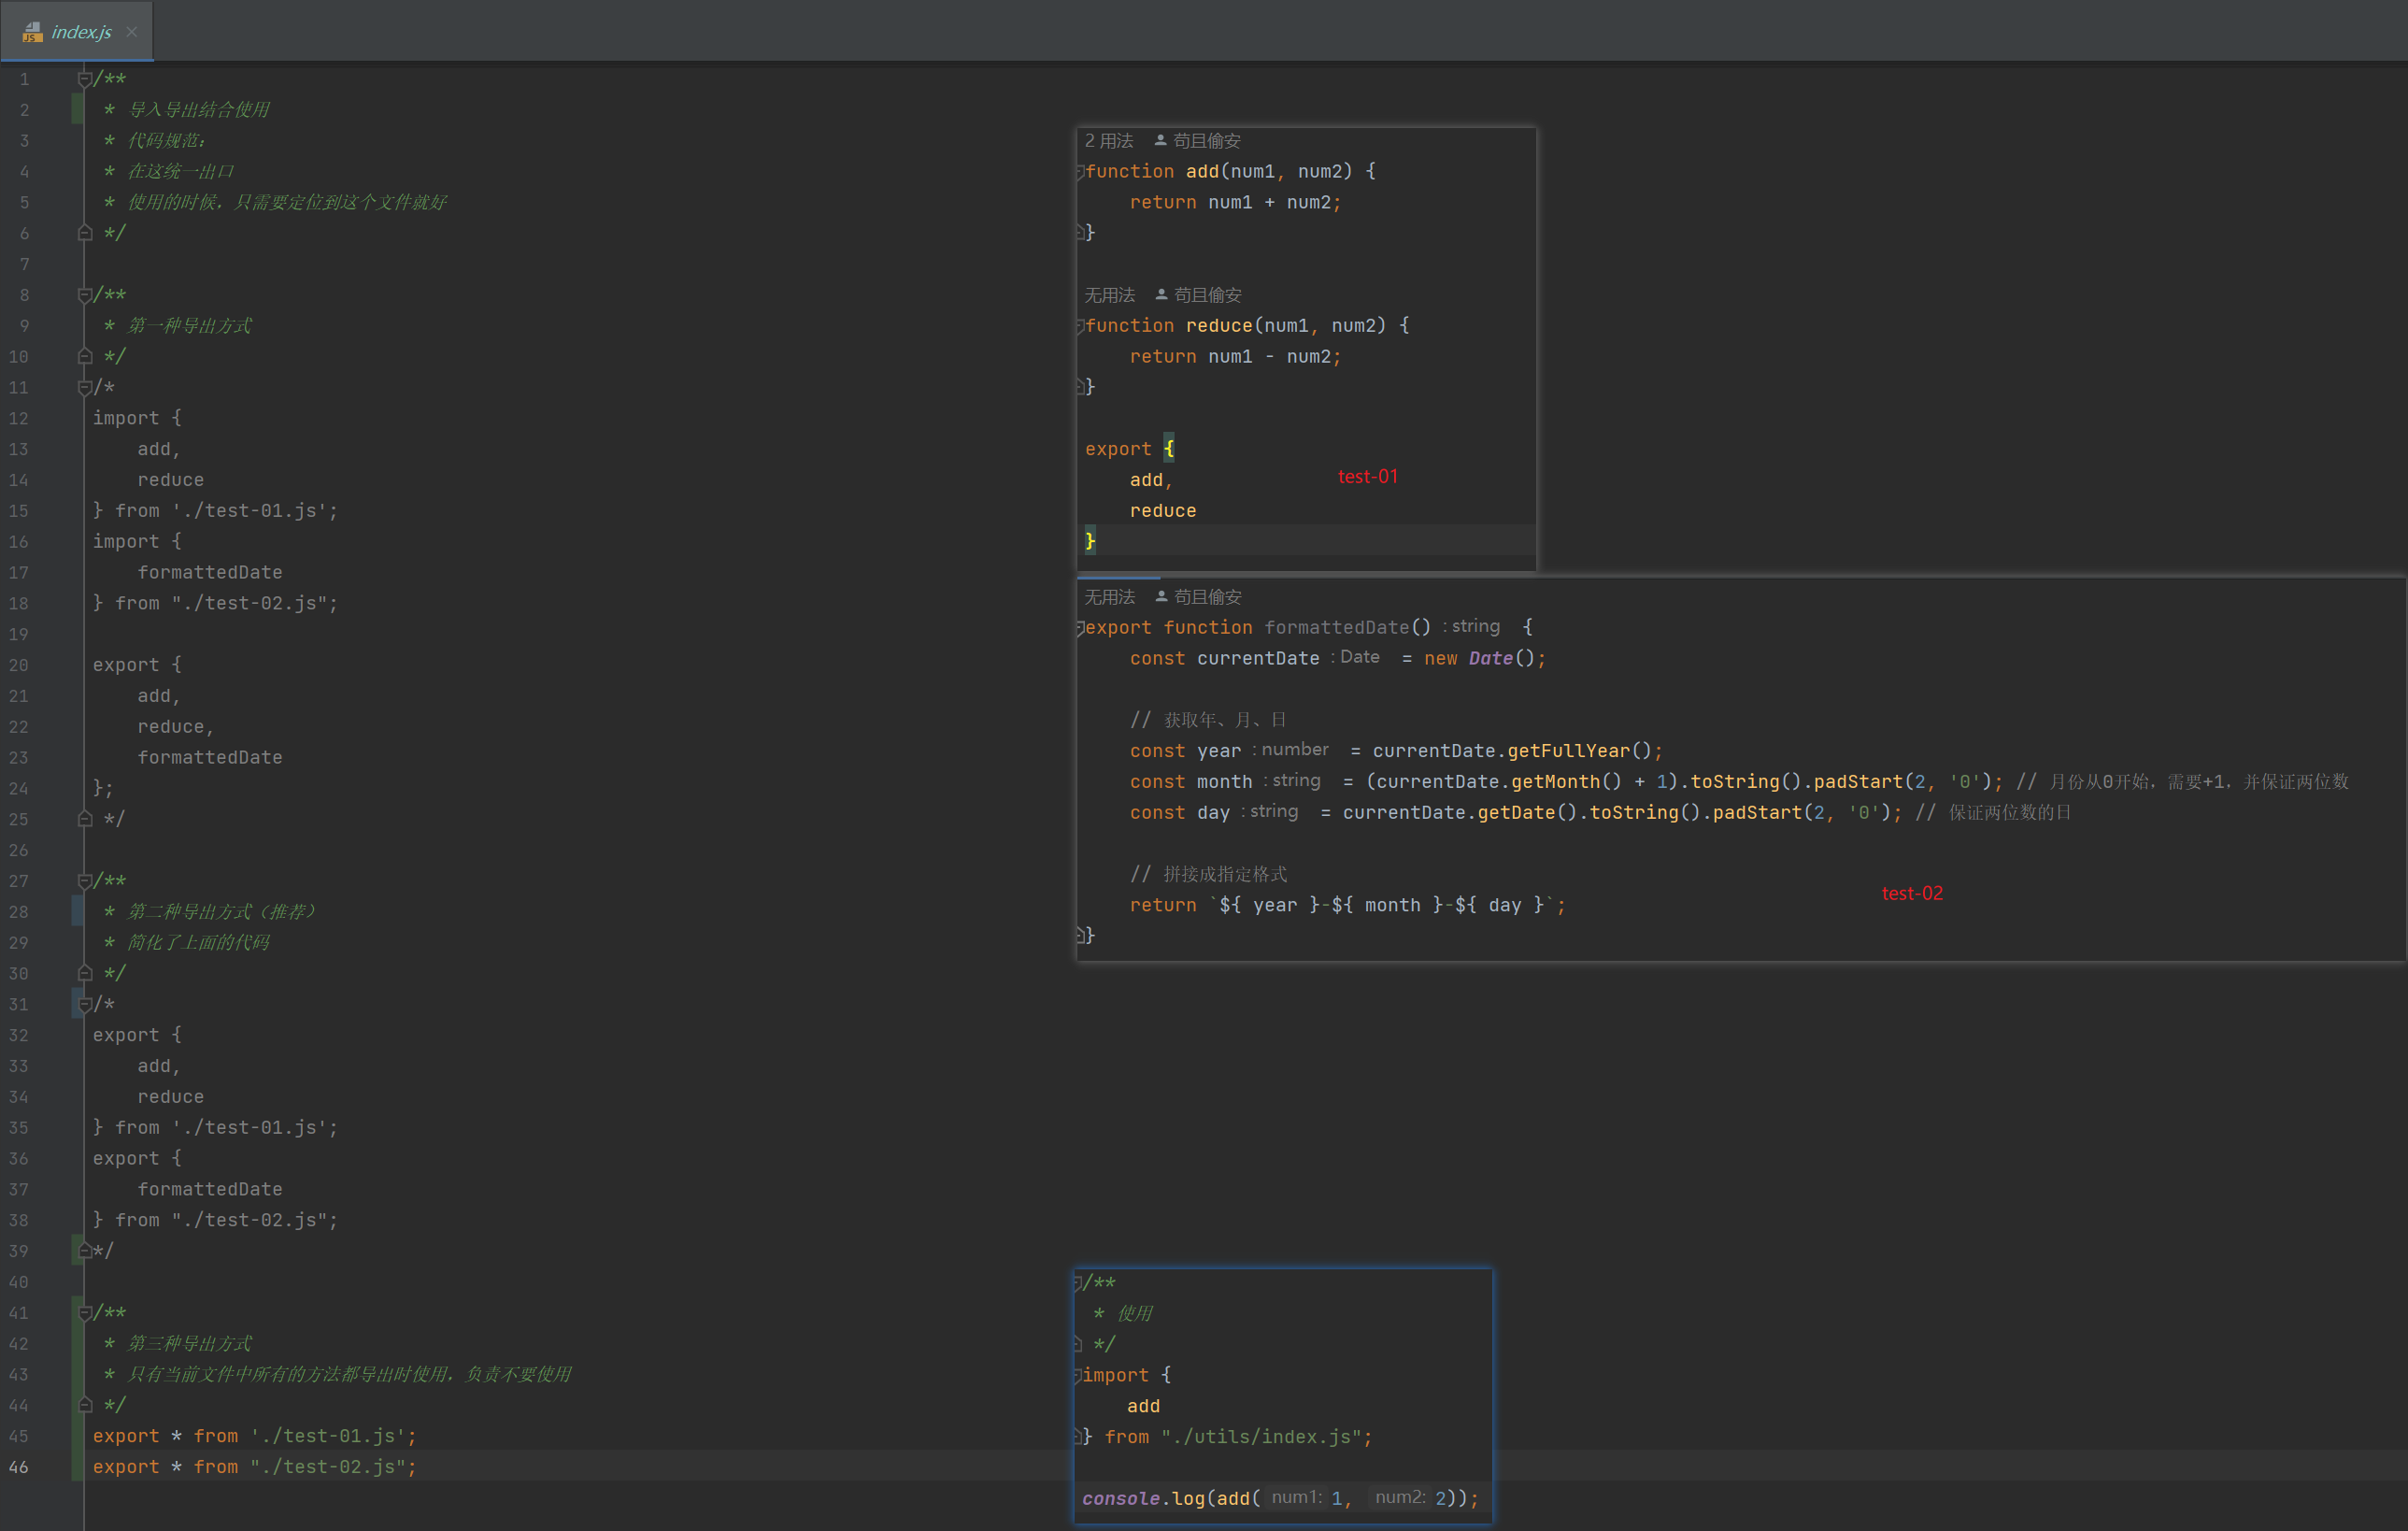 index.js
1 /**
2  * 导入导出结合使用
3  * 代码规范：
4  * 在这统一出口
5  * 使用的时候，只需要定位到这个文件就好
6  */
7
8 /**
9  * 第一种导出方式
10  */
11 /*
12 import {
13     add,
14     reduce
15 } from './test-01.js';
16 import {
17     formattedDate
18 } from "./test-02.js";
19
20 export {
21     add,
22     reduce,
23     formattedDate
24 };
25  */
26
27 /**
28  * 第二种导出方式（推荐）
29  * 简化了上面的代码
30  */
31 /*
32 export {
33     add,
34     reduce
35 } from './test-01.js';
36 export {
37     formattedDate
38 } from "./test-02.js";
39 */
40
41 /**
42  * 第三种导出方式
43  * 只有当前文件中所有的方法都导出时使用，负责不要使用
44  */
45 export * from './test-01.js';
46 export * from "./test-02.js";
2 用法 苟且偷安
function add(num1, num2) {
    return num1 + num2;
}
无用法 苟且偷安
function reduce(num1, num2) {
    return num1 - num2;
}
export {
    add,
test-01
    reduce
}
无用法 苟且偷安
export function formattedDate() : string {
    const currentDate : Date = new Date();
    // 获取年、月、日
    const year : number = currentDate.getFullYear();
    const month : string = (currentDate.getMonth() + 1).toString().padStart(2, '0'); // 月份从0开始，需要+1，并保证两位数
    const day : string = currentDate.getDate().toString().padStart(2, '0'); // 保证两位数的日
    // 拼接成指定格式
test-02
    return `${ year }-${ month }-${ day }`;
}
/**
 * 使用
 */
import {
    add
} from "./utils/index.js";
console.log(add( num1: 1, num2: 2));